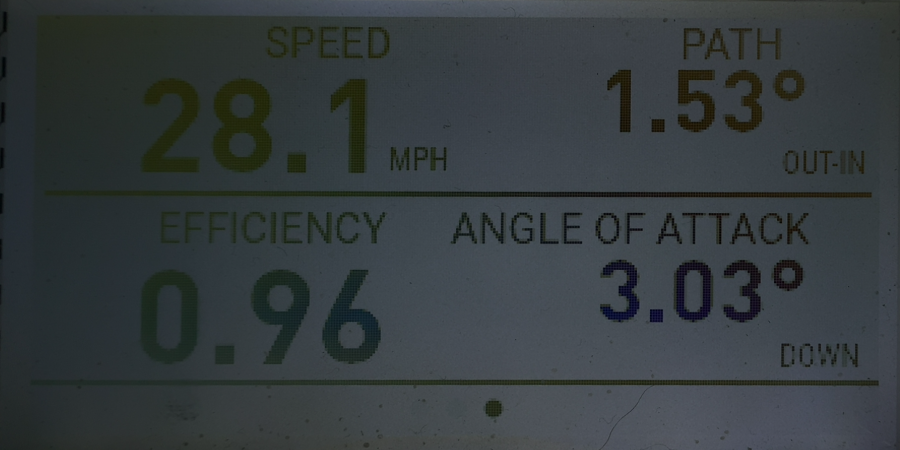 SPEED
28.1 MPH
PATH
1.53°
OUT-IN
EFFICIENCY
0.96
ANGLE OF ATTACK
3.03°
DOWN